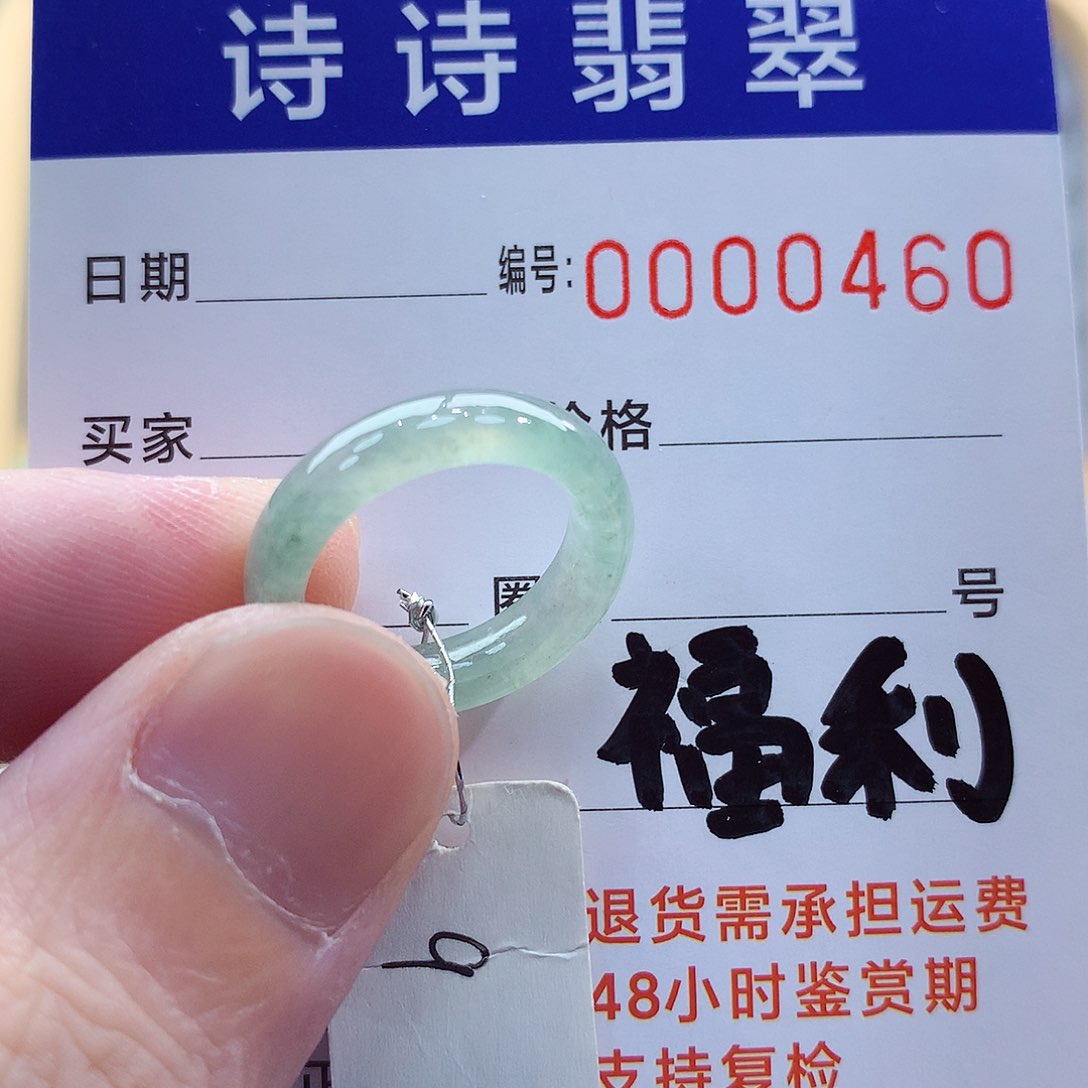 诗诗翡翠
日期 编号:0000460
买家 价格
圈 号
福利
退货需承担运费
48小时鉴赏期
支持复检